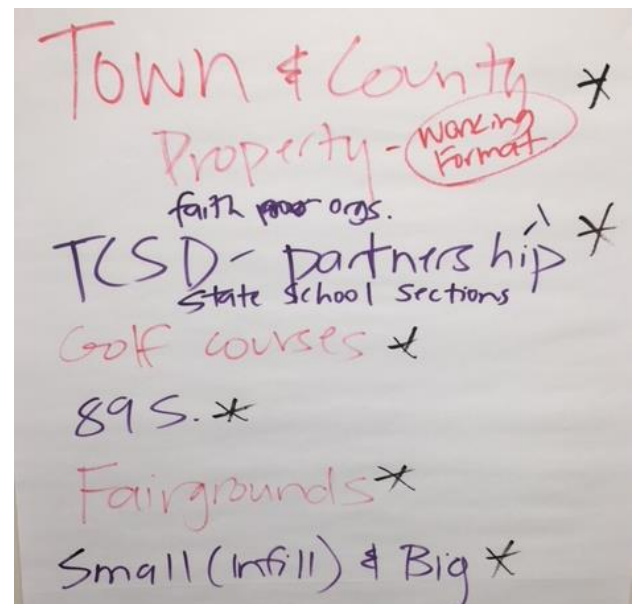 Town & County *
Property - Working Format
faith orgs.
TCSD - partnership *
State School Sections
Golf courses *
89 S. *
Fairgrounds *
Small (Infill) & Big *